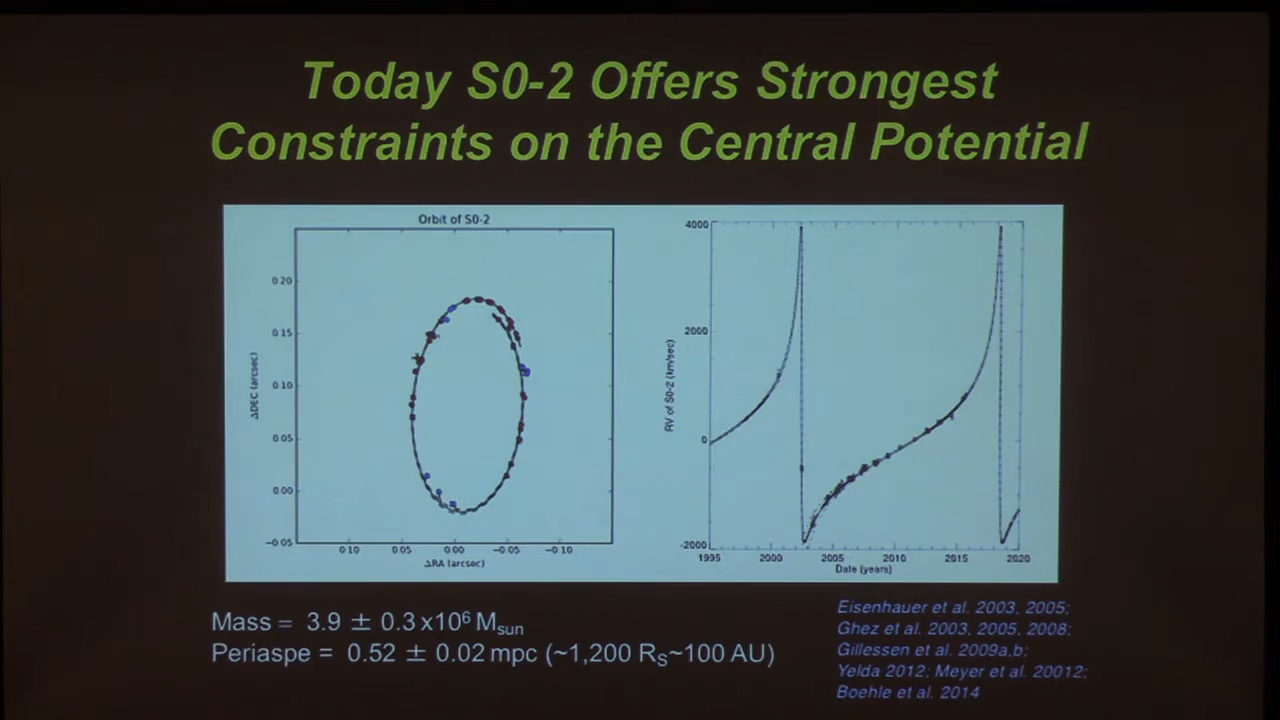 Today S0-2 Offers Strongest
Constraints on the Central Potential
Orbit of S0-2
0.20
0.15
0.10
0.05
0.00
−0.05
0.10
0.05
0.00
−0.05
−0.10
ΔDEC (arcsec)
ΔRA (arcsec)
4000
2000
0
-2000
1995
2000
2005
2010
2015
2020
RV of S0-2 (km/sec)
Date (years)
Mass = 3.9 ± 0.3 x10⁶ Msun
Periaspe = 0.52 ± 0.02 mpc (~1,200 RS~100 AU)
Eisenhauer et al. 2003, 2005;
Ghez et al. 2003, 2005, 2008;
Gillessen et al. 2009a,b;
Yelda 2012; Meyer et al. 20012;
Boehle et al. 2014